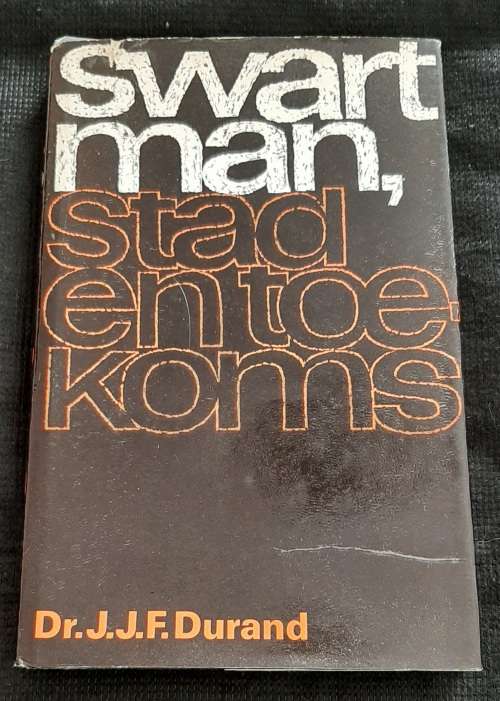 swart
man,
stad
en toe-
koms
Dr. J.J.F. Durand